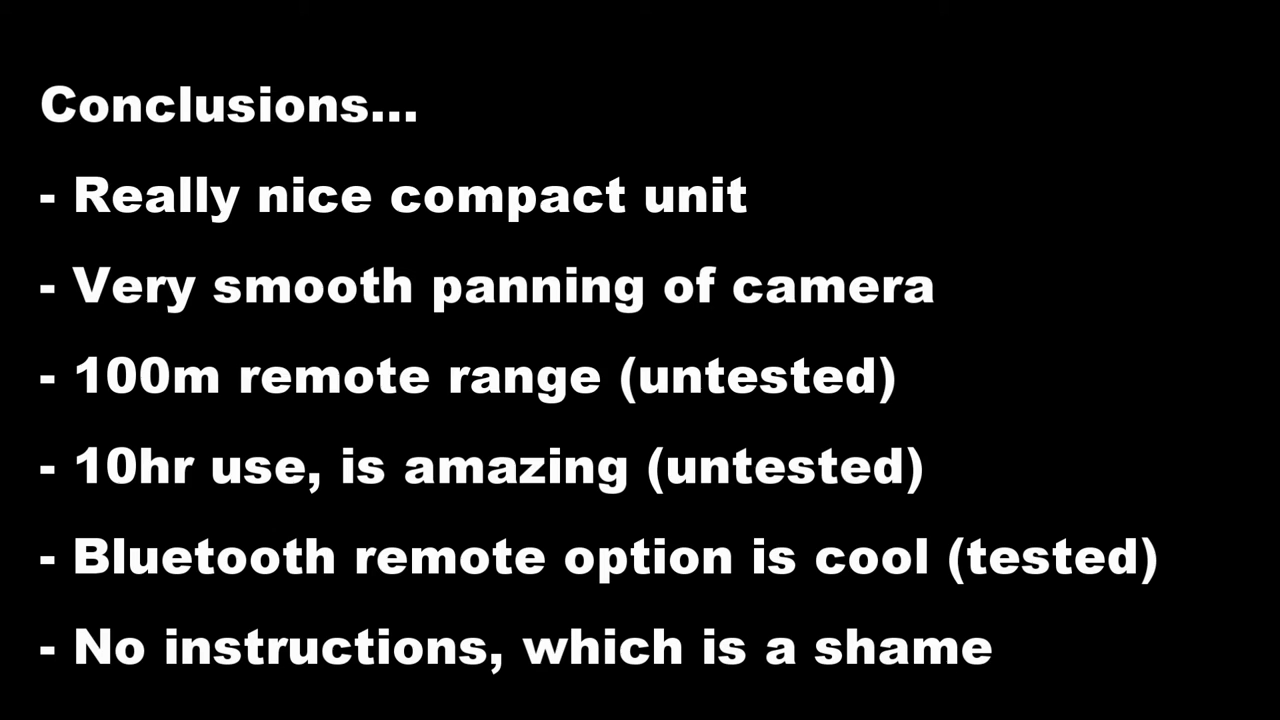 Conclusions...
- Really nice compact unit
- Very smooth panning of camera
- 100m remote range (untested)
- 10hr use, is amazing (untested)
- Bluetooth remote option is cool (tested)
- No instructions, which is a shame